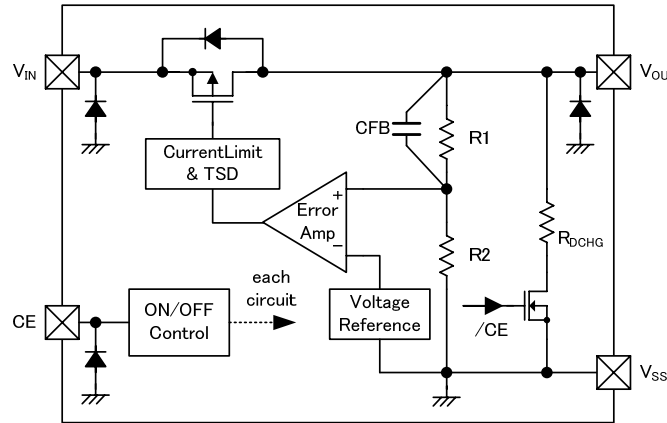 VIN
VOU
CFB
R1
CurrentLimit
& TSD
+
Error
Amp
−
RDCHG
R2
each
circuit
CE
ON/OFF
Control
Voltage
Reference
/CE
VSS